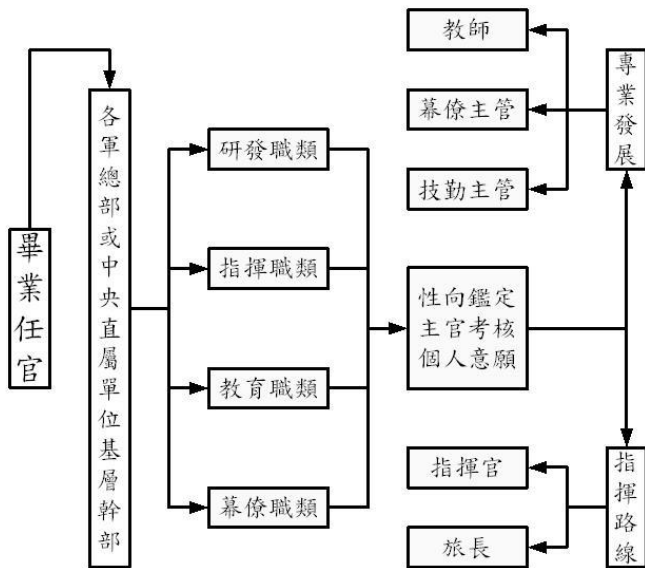 畢業任官
各軍總部或中央直屬單位基層幹部
研發職類
指揮職類
教育職類
幕僚職類
性向鑑定
主官考核
個人意願
專業發展
教師
幕僚主管
技勤主管
指揮路線
指揮官
旅長